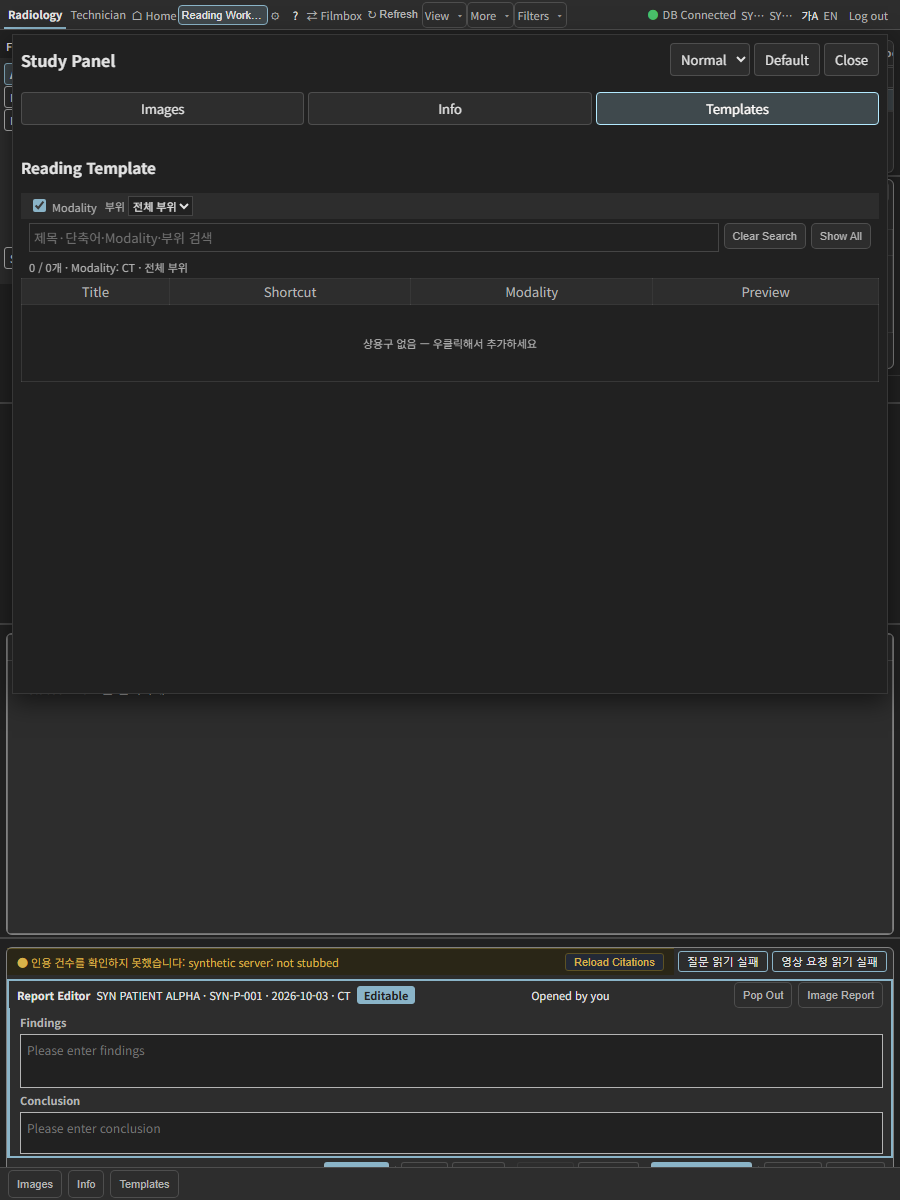 Radiology Technician Home Reading Work... ? Filmbox Refresh View More Filters DB Connected SY... SY... 가A EN Log out
Study Panel Normal Default Close
Images Info Templates
Reading Template
Modality 부위 전체 부위
제목·단축어·Modality·부위 검색 Clear Search Show All
0 / 0개 · Modality: CT · 전체 부위
Title Shortcut Modality Preview
상용구 없음 — 우클릭해서 추가하세요
인용 건수를 확인하지 못했습니다: synthetic server: not stubbed Reload Citations 질문 읽기 실패 영상 요청 읽기 실패
Report Editor SYN PATIENT ALPHA · SYN-P-001 · 2026-10-03 · CT Editable Opened by you Pop Out Image Report
Findings
Please enter findings
Conclusion
Please enter conclusion
Images Info Templates